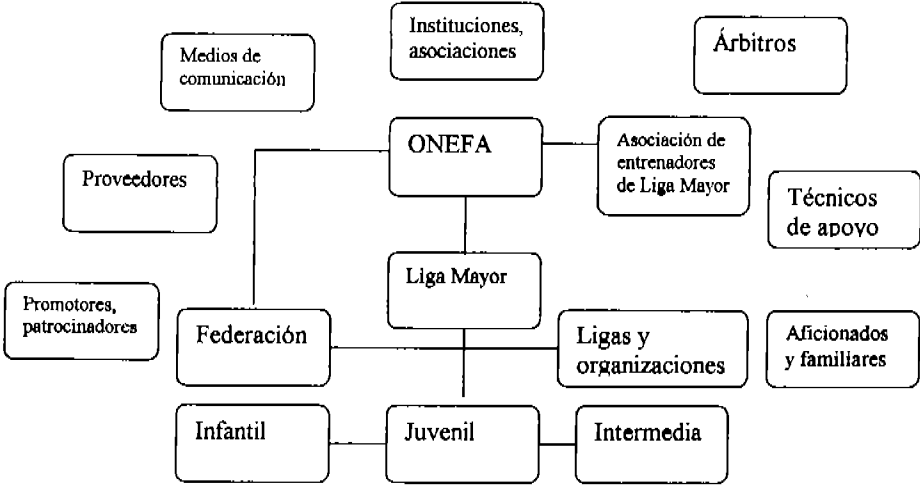 Instituciones,
asociaciones
Árbitros
Medios de
comunicación
ONEFA
Asociación de
entrenadores
de Liga Mayor
Proveedores
Técnicos
de apoyo
Liga Mayor
Promotores,
patrocinadores
Federación
Ligas y
organizaciones
Aficionados
y familiares
Infantil
Juvenil
Intermedia